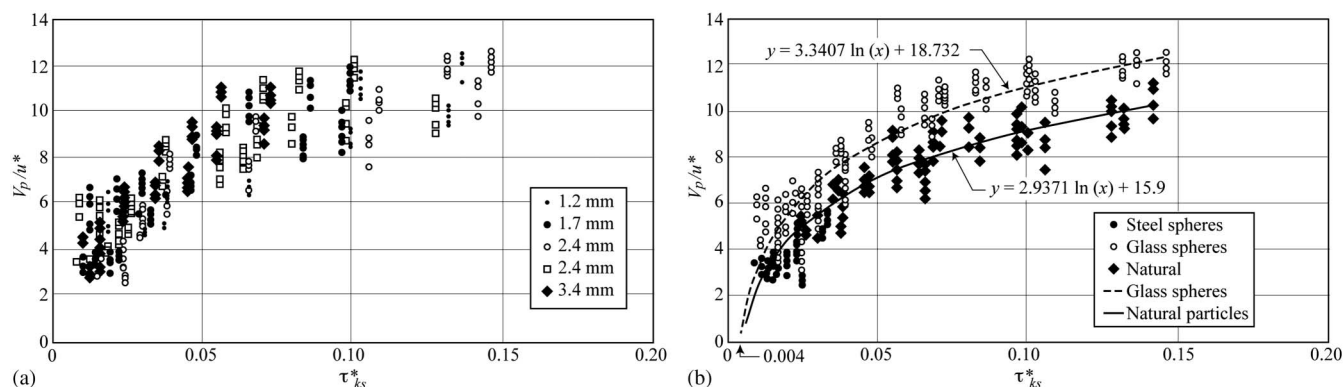 14
12
10
8
6
4
2
0
V_p/u*
0
0.05
0.10
0.15
0.20
τ*_ks
(a)
1.2 mm
1.7 mm
2.4 mm
2.4 mm
3.4 mm
14
12
10
8
6
4
2
0
V_p/u*
y = 3.3407 ln (x) + 18.732
y = 2.9371 ln (x) + 15.9
Steel spheres
Glass spheres
Natural
Glass spheres
Natural particles
0.004
0
0.05
0.10
0.15
0.20
τ*_ks
(b)